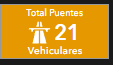 Total Puentes
21
Vehiculares